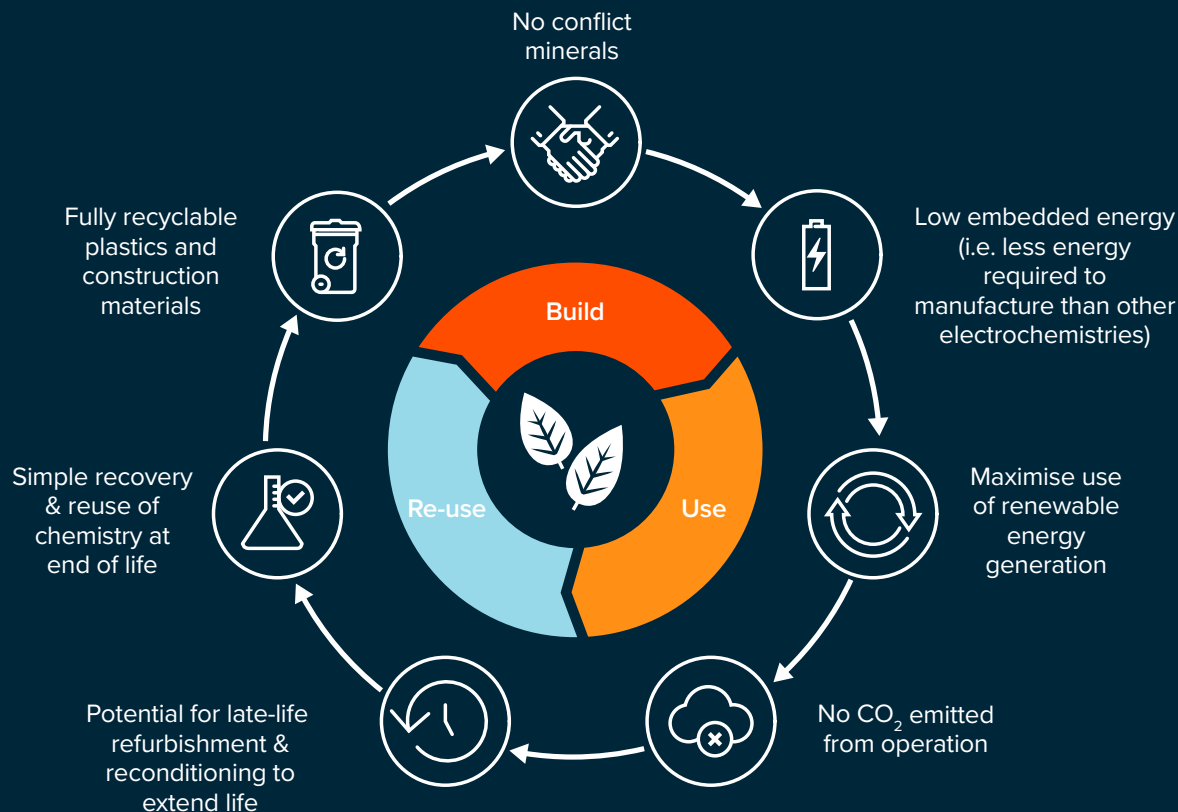 No conflict
minerals
Low embedded energy
(i.e. less energy
required to
manufacture than other
electrochemistries)
Maximise use
of renewable
energy
generation
No CO₂ emitted
from operation
Potential for late-life
refurbishment &
reconditioning to
extend life
Simple recovery
& reuse of
chemistry at
end of life
Fully recyclable
plastics and
construction
materials
Build
Use
Re-use